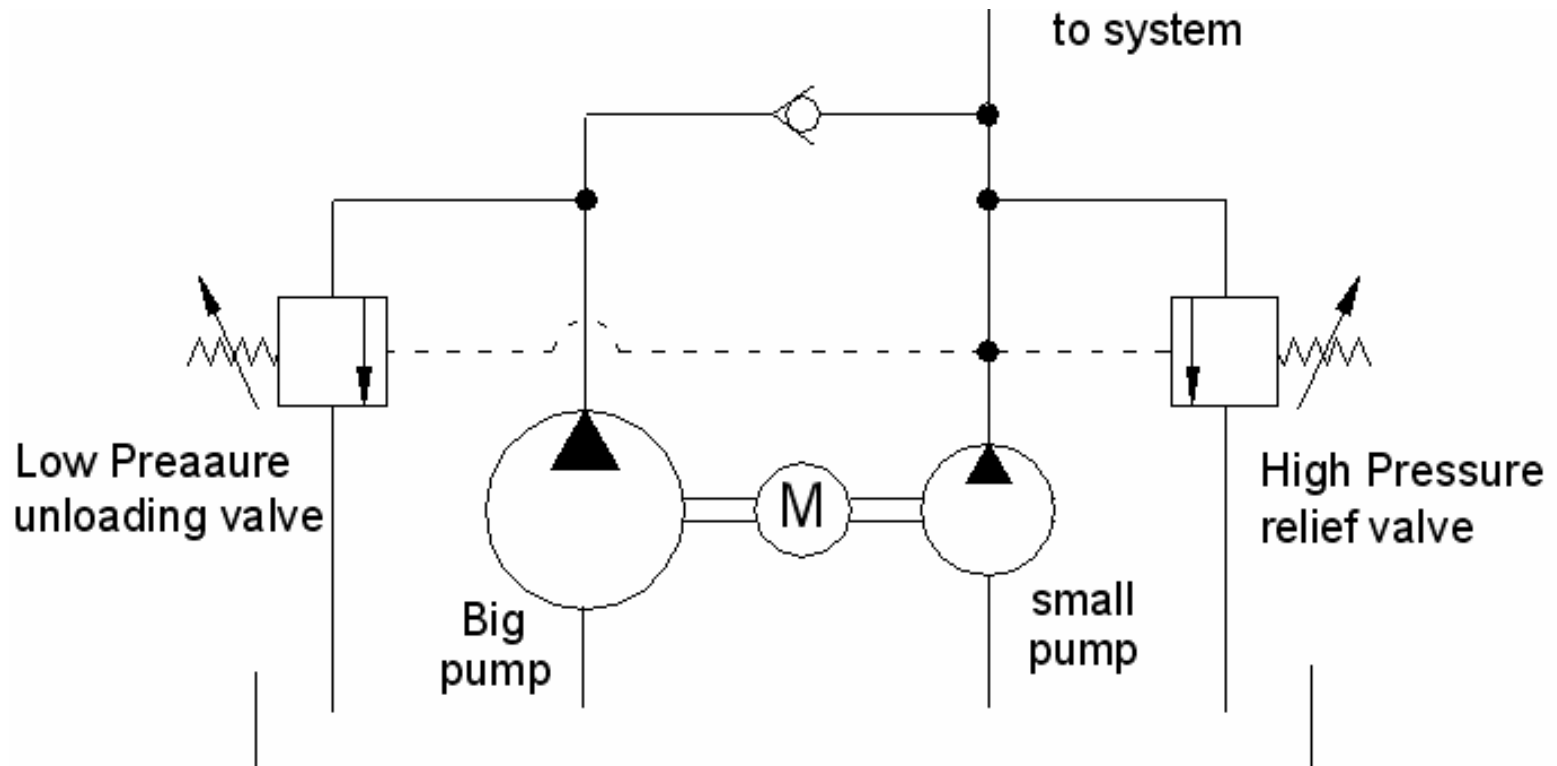 to system
Low Preaaure
unloading valve
M
High Pressure
relief valve
Big
pump
small
pump